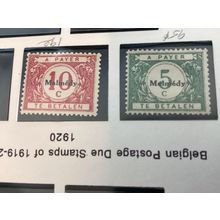 A PAYER
10
Malmédy
C
TE BETALEN
A PAYER
5
Malmédy
C
TE BETALEN
Belgian Postage Due Stamps of 1919-2
1920